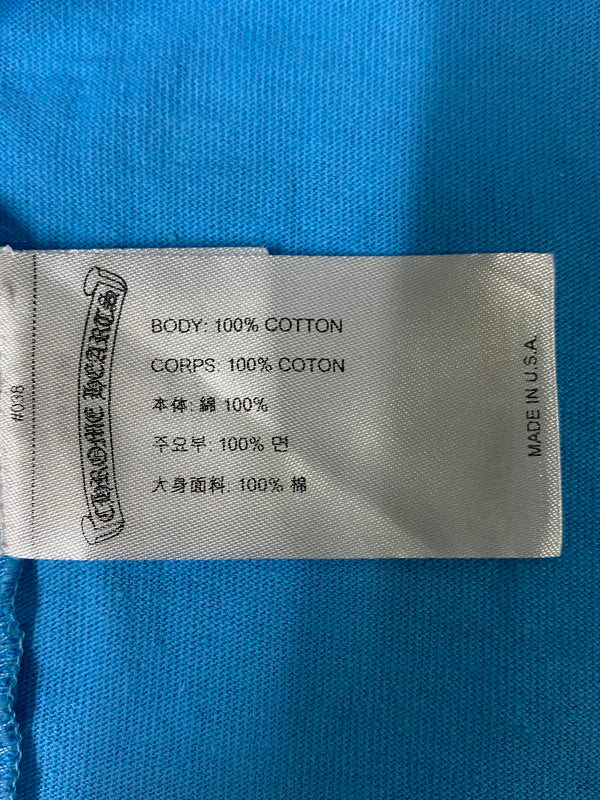 #038
CHROME HEARTS
BODY: 100% COTTON
CORPS: 100% COTON
本体: 綿 100%
주요부: 100% 면
大身面料: 100% 棉
MADE IN U.S.A.